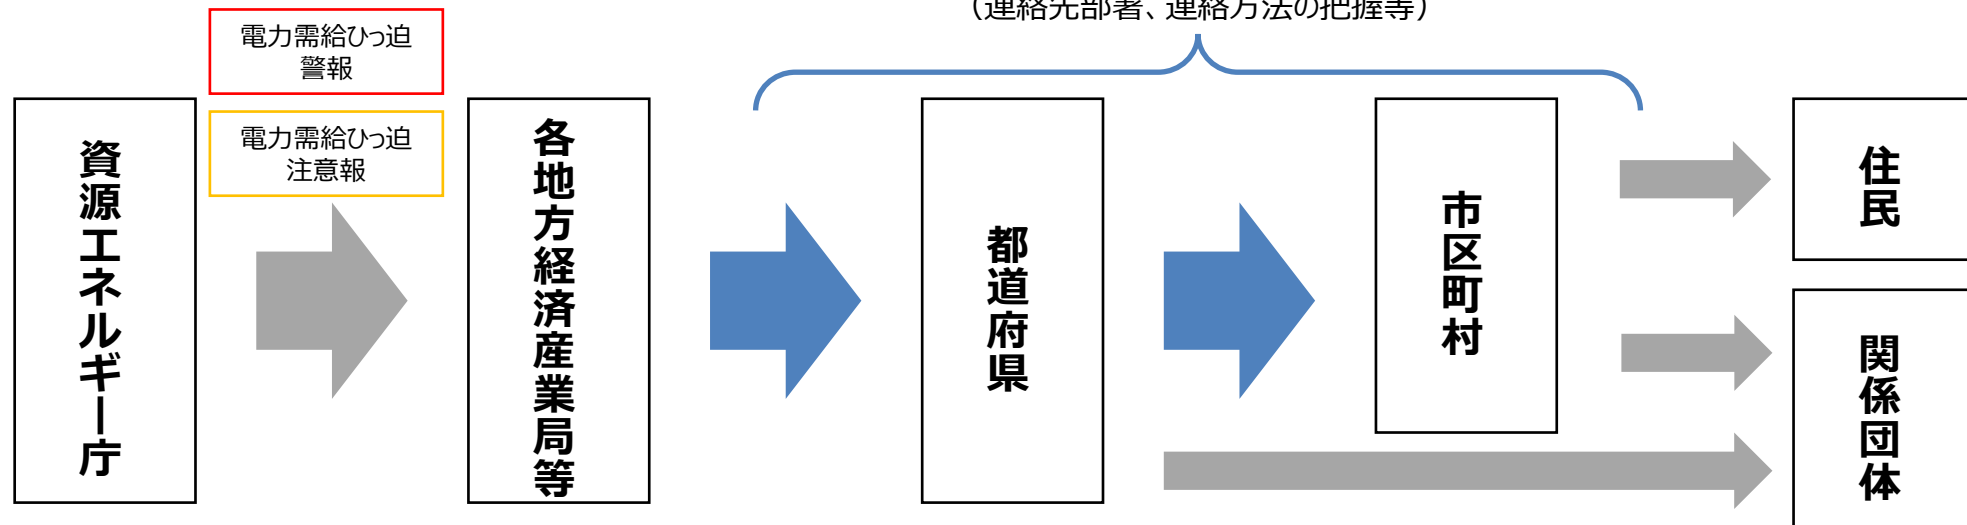 （連絡先部署、連絡方法の把握等）
電力需給ひっ迫
警報
電力需給ひっ迫
注意報
資源エネルギー庁
各地方経済産業局等
都道府県
市区町村
住民
関係団体